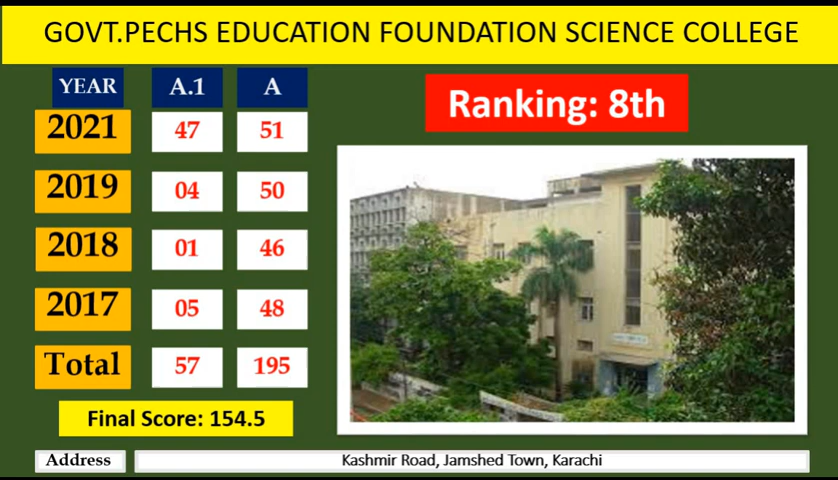 GOVT.PECHS EDUCATION FOUNDATION SCIENCE COLLEGE
YEAR A.1 A
2021 47 51
2019 04 50
2018 01 46
2017 05 48
Total 57 195
Final Score: 154.5
Ranking: 8th
Address Kashmir Road, Jamshed Town, Karachi